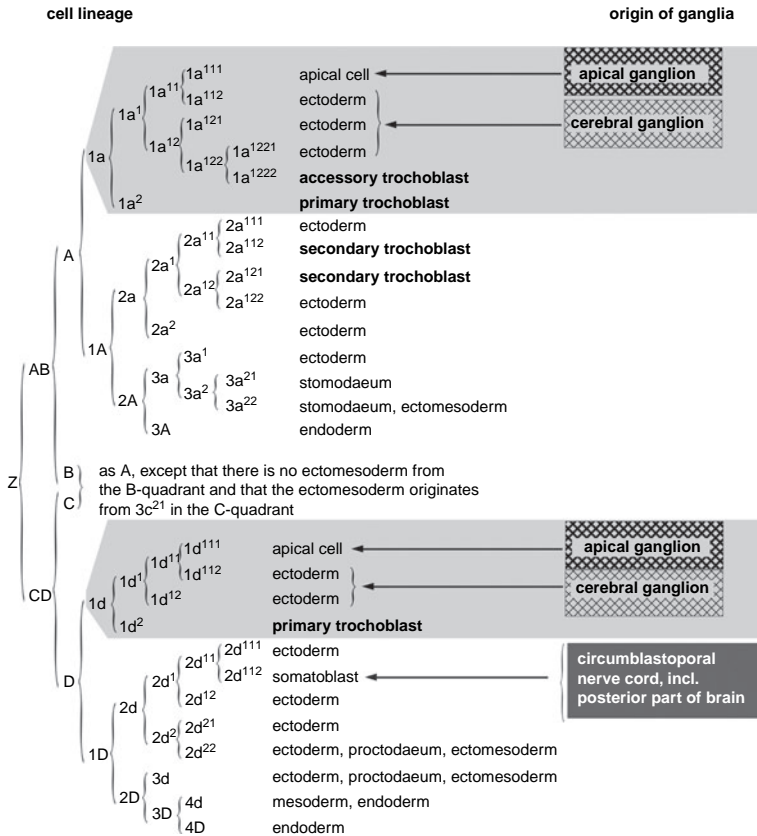 cell lineage origin of ganglia
1a¹¹¹ apical cell apical ganglion
1a¹¹
1a¹¹² ectoderm
1a¹
1a¹²¹ ectoderm cerebral ganglion
1a¹²
1a 1a¹²² 1a¹²²¹ ectoderm
1a¹²²² accessory trochoblast
1a² primary trochoblast
2a¹¹¹ ectoderm
2a¹¹
2a¹¹² secondary trochoblast
A 2a¹
2a¹²¹ secondary trochoblast
2a 2a¹²
2a¹²² ectoderm
2a² ectoderm
1A
3a¹ ectoderm
AB 3a
3a²¹ stomodaeum
3a²
2A 3a²² stomodaeum, ectomesoderm
3A endoderm
B as A, except that there is no ectomesoderm from
Z the B-quadrant and that the ectomesoderm originates
C from 3c²¹ in the C-quadrant
1d¹¹¹ apical cell apical ganglion
1d¹¹
1d¹¹² ectoderm
1d¹ cerebral ganglion
CD 1d 1d¹² ectoderm
1d² primary trochoblast
2d¹¹¹ ectoderm circumblastoporal
2d¹¹
2d¹¹² somatoblast nerve cord, incl.
D 2d¹
2d¹² ectoderm posterior part of brain
2d
2d²¹ ectoderm
2d²
1D 2d²² ectoderm, proctodaeum, ectomesoderm
3d ectoderm, proctodaeum, ectomesoderm
2D
4d mesoderm, endoderm
3D
4D endoderm